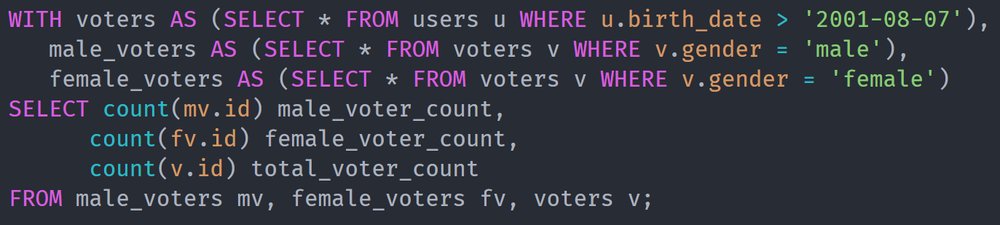 WITH voters AS (SELECT * FROM users u WHERE u.birth_date > '2001-08-07'),
   male_voters AS (SELECT * FROM voters v WHERE v.gender = 'male'),
   female_voters AS (SELECT * FROM voters v WHERE v.gender = 'female')
SELECT count(mv.id) male_voter_count,
      count(fv.id) female_voter_count,
      count(v.id) total_voter_count
FROM male_voters mv, female_voters fv, voters v;